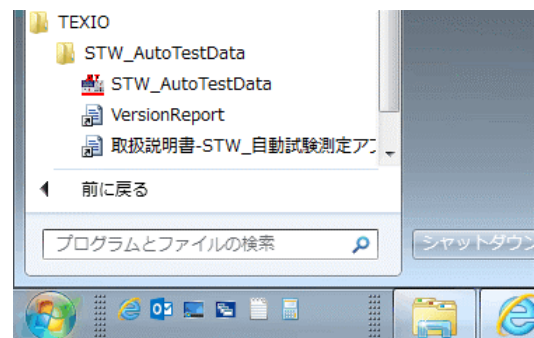 TEXIO
STW_AutoTestData
STW_AutoTestData
VersionReport
取扱説明書-STW_自動試験測定ア
前に戻る
プログラムとファイルの検索
シャットダウン